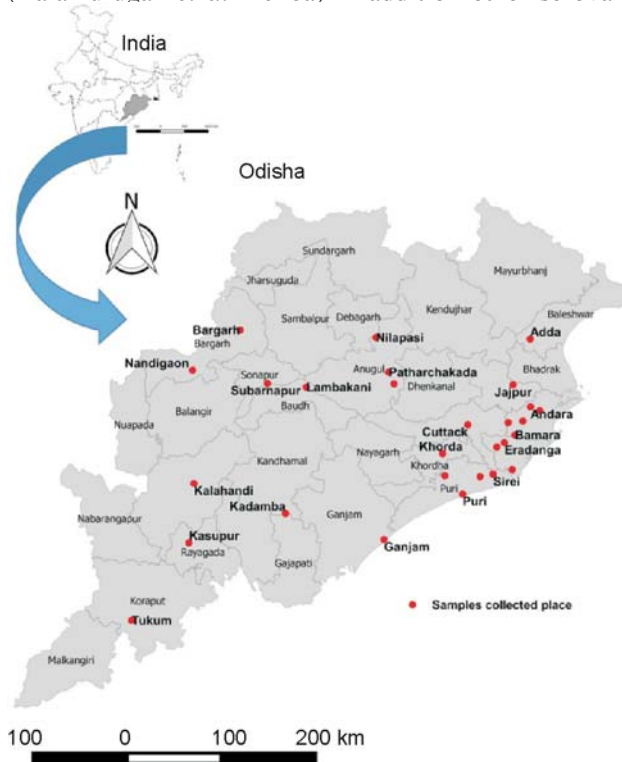 India
Odisha
N
Sundargarh
Mayurbhanj
Jharsuguda
Sambalpur
Debagarh
Kendujhar
Baleshwar
Bargarh
Bargarh
Nilapasi
Adda
Nandigaon
Sonapur
Anugul
Patharchakada
Bhadrak
Subarnapur
Lambakani
Dhenkanal
Jajpur
Nuapada
Balangir
Baudh
Andara
Cuttack
Bamara
Nayagarh
Khorda
Eradanga
Kandhamal
Khordha
Kalahandi
Puri
Sirei
Nabarangapur
Kadamba
Ganjam
Puri
Kasupur
Rayagada
Gajapati
Ganjam
Koraput
Samples collected place
Tukum
Malkangiri
100 0 100 200 km